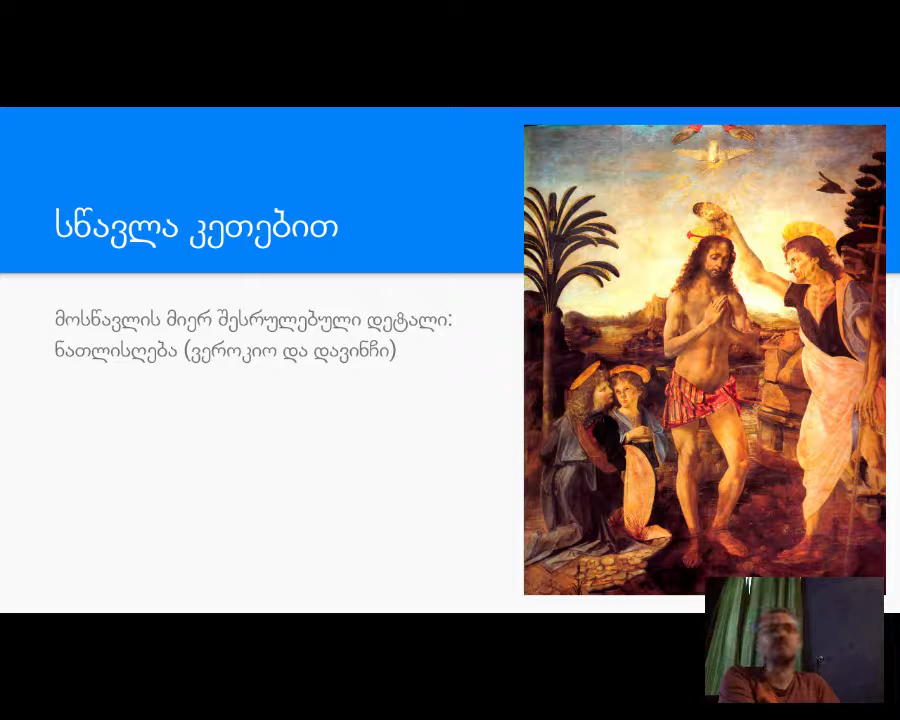 სწავლა კეთებით
მოსწავლის მიერ შესრულებული დეტალი:
ნათლისღება (ვეროკიო და დავინჩი)